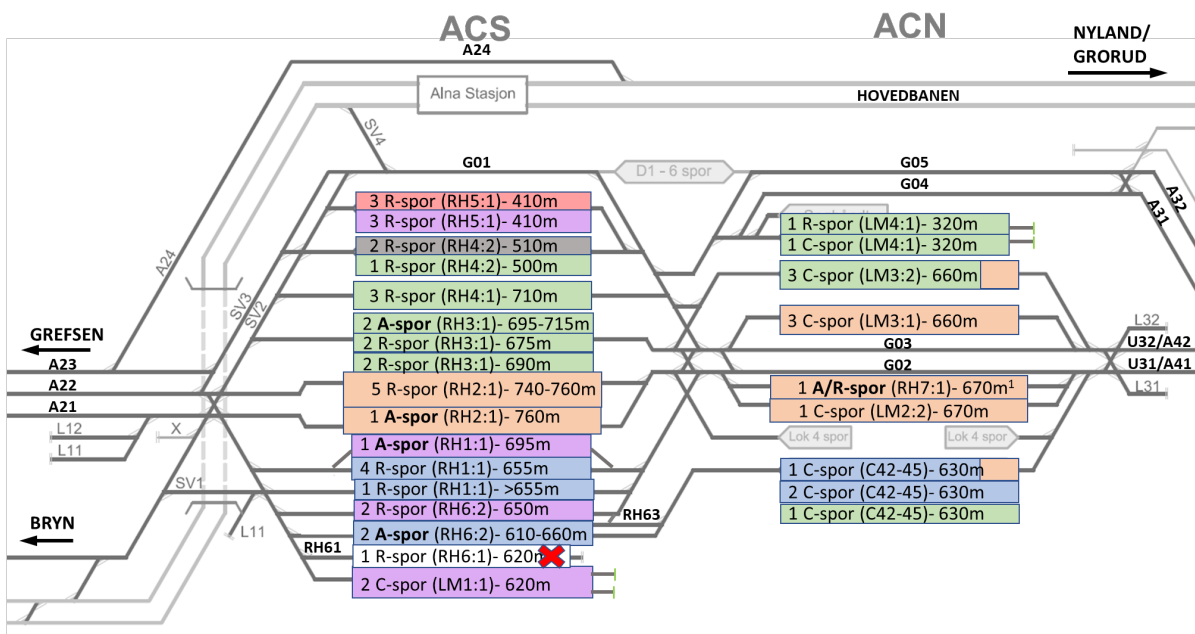 ACS
ACN
NYLAND/
GRORUD
A24
Alna Stasjon
HOVEDBANEN
SV4
G01
D1 - 6 spor
G05
G04
A32
A31
A24
3 R-spor (RH5:1)- 410m
3 R-spor (RH5:1)- 410m
2 R-spor (RH4:2)- 510m
1 R-spor (RH4:2)- 500m
3 R-spor (RH4:1)- 710m
2 A-spor (RH3:1)- 695-715m
2 R-spor (RH3:1)- 675m
2 R-spor (RH3:1)- 690m
5 R-spor (RH2:1)- 740-760m
1 A-spor (RH2:1)- 760m
1 A-spor (RH1:1)- 695m
4 R-spor (RH1:1)- 655m
1 R-spor (RH1:1)- >655m
2 R-spor (RH6:2)- 650m
2 A-spor (RH6:2)- 610-660m
1 R-spor (RH6:1)- 620m
2 C-spor (LM1:1)- 620m
1 R-spor (LM4:1)- 320m
1 C-spor (LM4:1)- 320m
3 C-spor (LM3:2)- 660m
3 C-spor (LM3:1)- 660m
G03
G02
1 A/R-spor (RH7:1)- 670m¹
1 C-spor (LM2:2)- 670m
Lok 4 spor
Lok 4 spor
1 C-spor (C42-45)- 630m
2 C-spor (C42-45)- 630m
1 C-spor (C42-45)- 630m
L32
U32/A42
U31/A41
L31
SV3
SV2
GREFSEN
A23
A22
A21
L12
L11
X
SV1
L11
BRYN
RH61
RH63